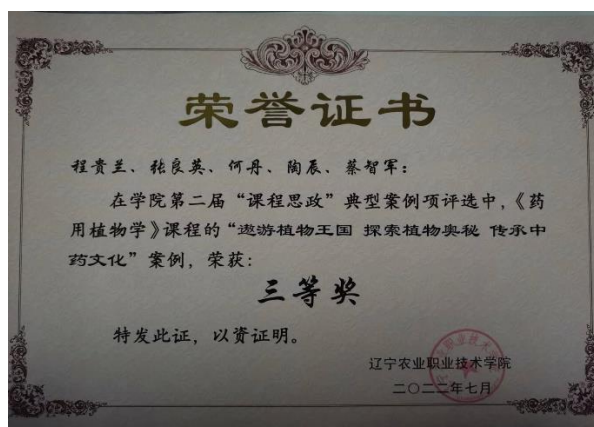 荣誉证书
程贵兰、张良英、何丹、陶辰、蔡智军：
在学院第二届“课程思政”典型案例项评选中，《药
用植物学》课程的“遨游植物王国 探索植物奥秘 传承中
药文化”案例，荣获：
三等奖
特发此证，以资证明。
辽宁农业职业技术学院
二〇二二年七月